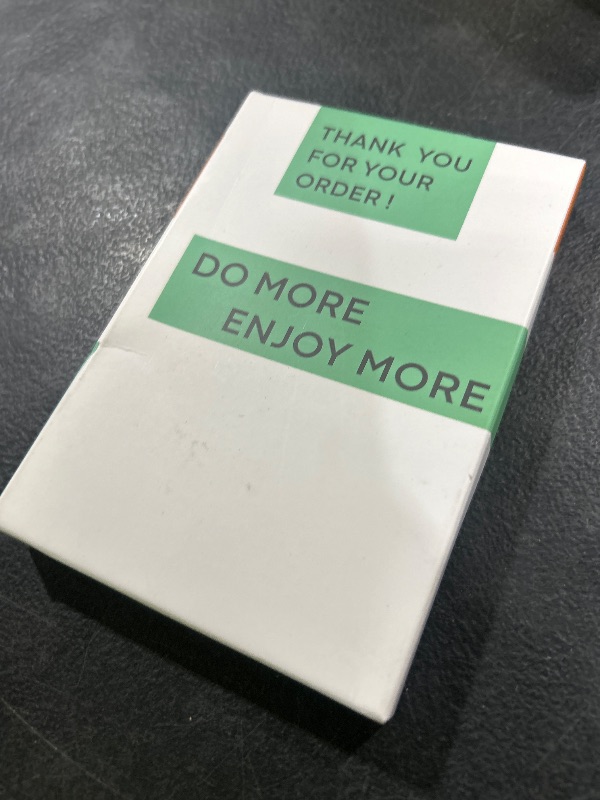 THANK YOU
FOR YOUR
ORDER !
DO MORE
ENJOY MORE